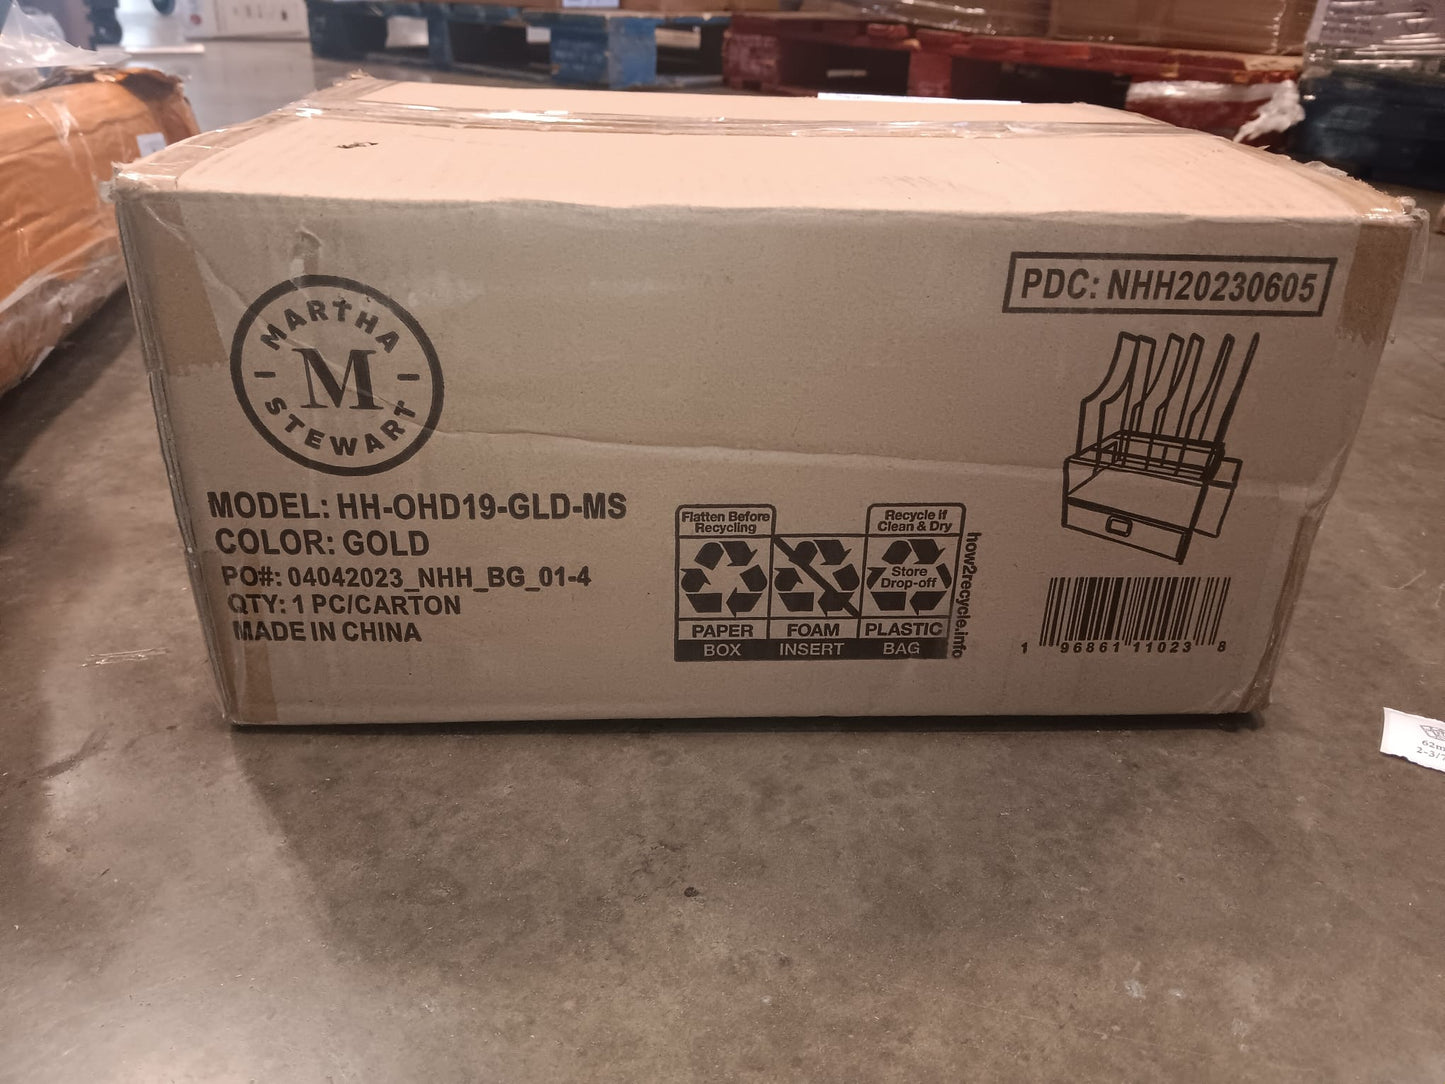 MARTHA
M
STEWART
MODEL: HH-OHD19-GLD-MS
COLOR: GOLD
PO#: 04042023_NHH_BG_01-4
QTY: 1 PC/CARTON
MADE IN CHINA
Flatten Before
Recycling
Recycle If
Clean & Dry
Store
Drop-off
PAPER FOAM PLASTIC
BOX INSERT BAG
how2recycle.info
PDC: NHH20230605
1 96861 11023 8